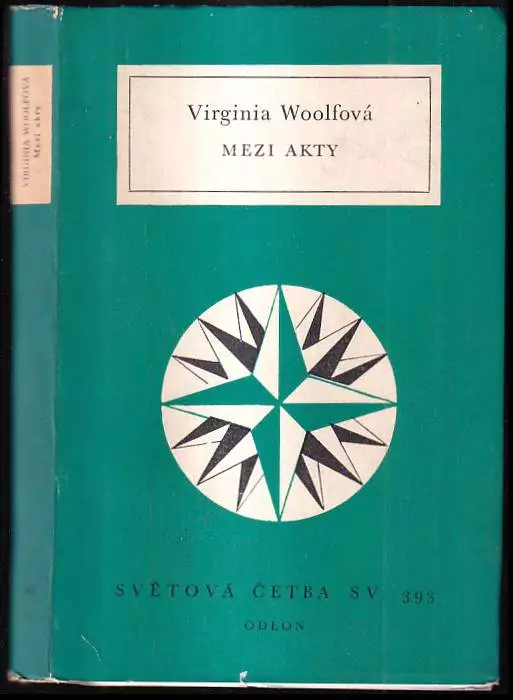 VIRGINIA WOOLFOVÁ
Mezi akty
Virginia Woolfová
MEZI AKTY
SVĚTOVÁ ČETBA SV 393
ODEON